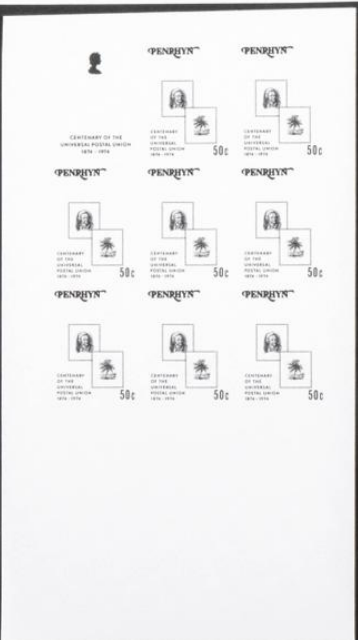 PENRHYN
PENRHYN
CENTENARY OF THE
UNIVERSAL POSTAL UNION
1874 - 1974
CENTENARY
OF THE
UNIVERSAL
POSTAL UNION
1874 - 1974
50c
CENTENARY
OF THE
UNIVERSAL
POSTAL UNION
1874 - 1974
50c
PENRHYN
PENRHYN
PENRHYN
CENTENARY
OF THE
UNIVERSAL
POSTAL UNION
1874 - 1974
50c
CENTENARY
OF THE
UNIVERSAL
POSTAL UNION
1874 - 1974
50c
CENTENARY
OF THE
UNIVERSAL
POSTAL UNION
1874 - 1974
50c
PENRHYN
PENRHYN
PENRHYN
CENTENARY
OF THE
UNIVERSAL
POSTAL UNION
1874 - 1974
50c
CENTENARY
OF THE
UNIVERSAL
POSTAL UNION
1874 - 1974
50c
CENTENARY
OF THE
UNIVERSAL
POSTAL UNION
1874 - 1974
50c